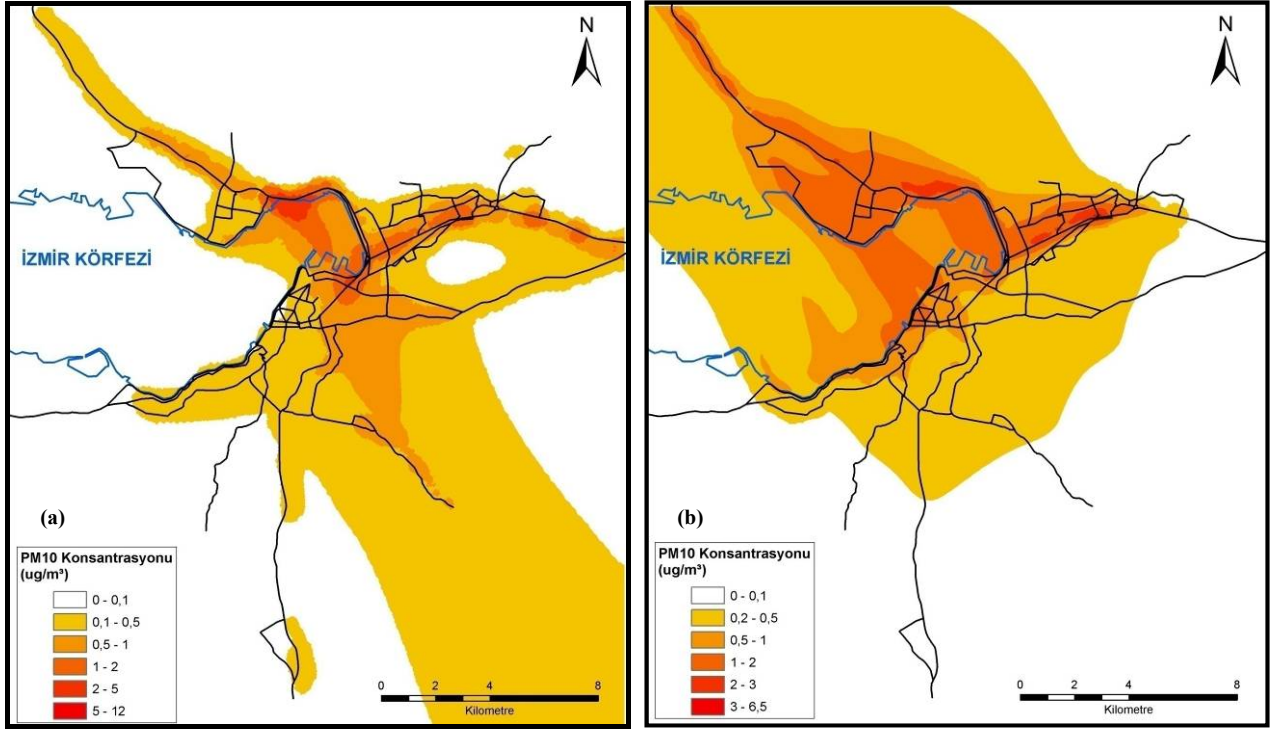 N
İZMİR KÖRFEZİ
(a)
PM10 Konsantrasyonu
(ug/m³)
0 - 0,1
0,1 - 0,5
0,5 - 1
1 - 2
2 - 5
5 - 12
0 2 4 8
Kilometre
N
İZMİR KÖRFEZİ
(b)
PM10 Konsantrasyonu
(ug/m³)
0 - 0,1
0,2 - 0,5
0,5 - 1
1 - 2
2 - 3
3 - 6,5
0 2 4 8
Kilometre